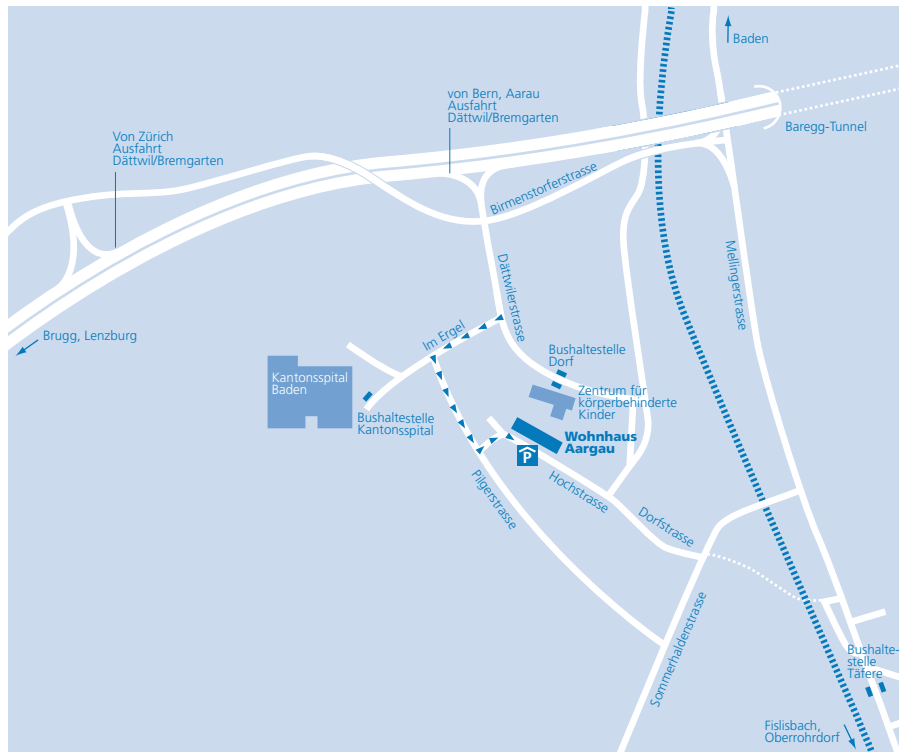 Baden
von Bern, Aarau
Ausfahrt
Dättwil/Bremgarten
Baregg-Tunnel
Von Zürich
Ausfahrt
Dättwil/Bremgarten
Birmenstorferstrasse
Mellingerstrasse
Dättwilerstrasse
Brugg, Lenzburg
Im Ergel
Bushaltestelle
Dorf
Kantonsspital
Baden
Zentrum für
körperbehinderte
Kinder
Bushaltestelle
Kantonsspital
Wohnhaus
Aargau
P
Pilgerstrasse
Hochstrasse
Dorfstrasse
Sommerhaldenstrasse
Bushalte-
stelle
Täfere
Fislisbach,
Oberrohrdorf